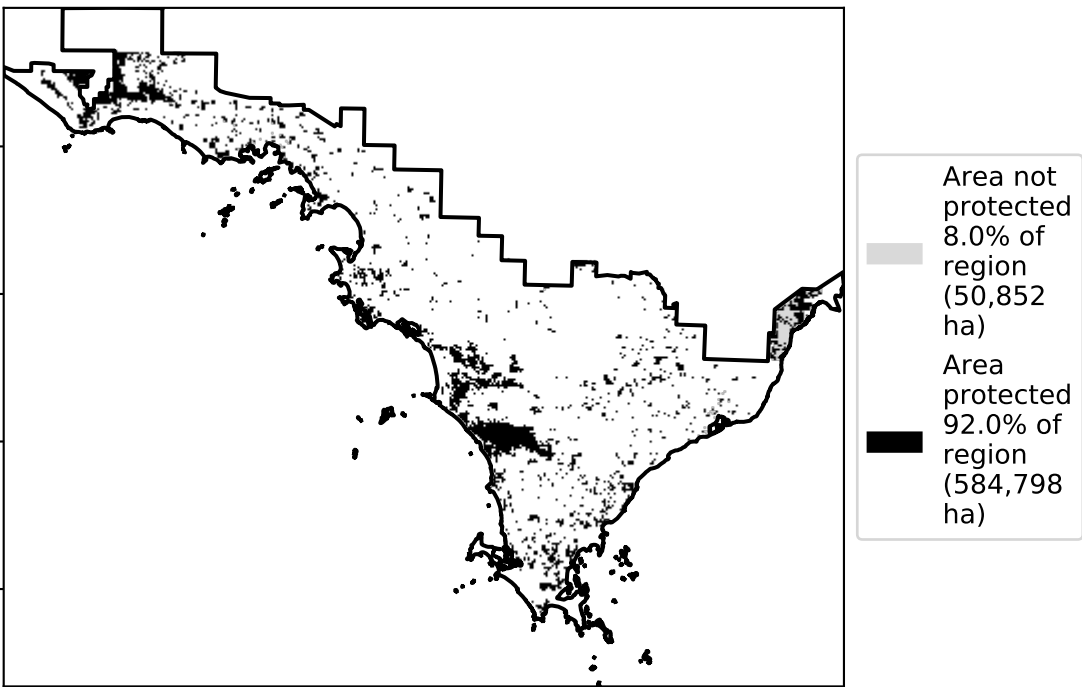 Area not
protected
8.0% of
region
(50,852
ha)
Area
protected
92.0% of
region
(584,798
ha)